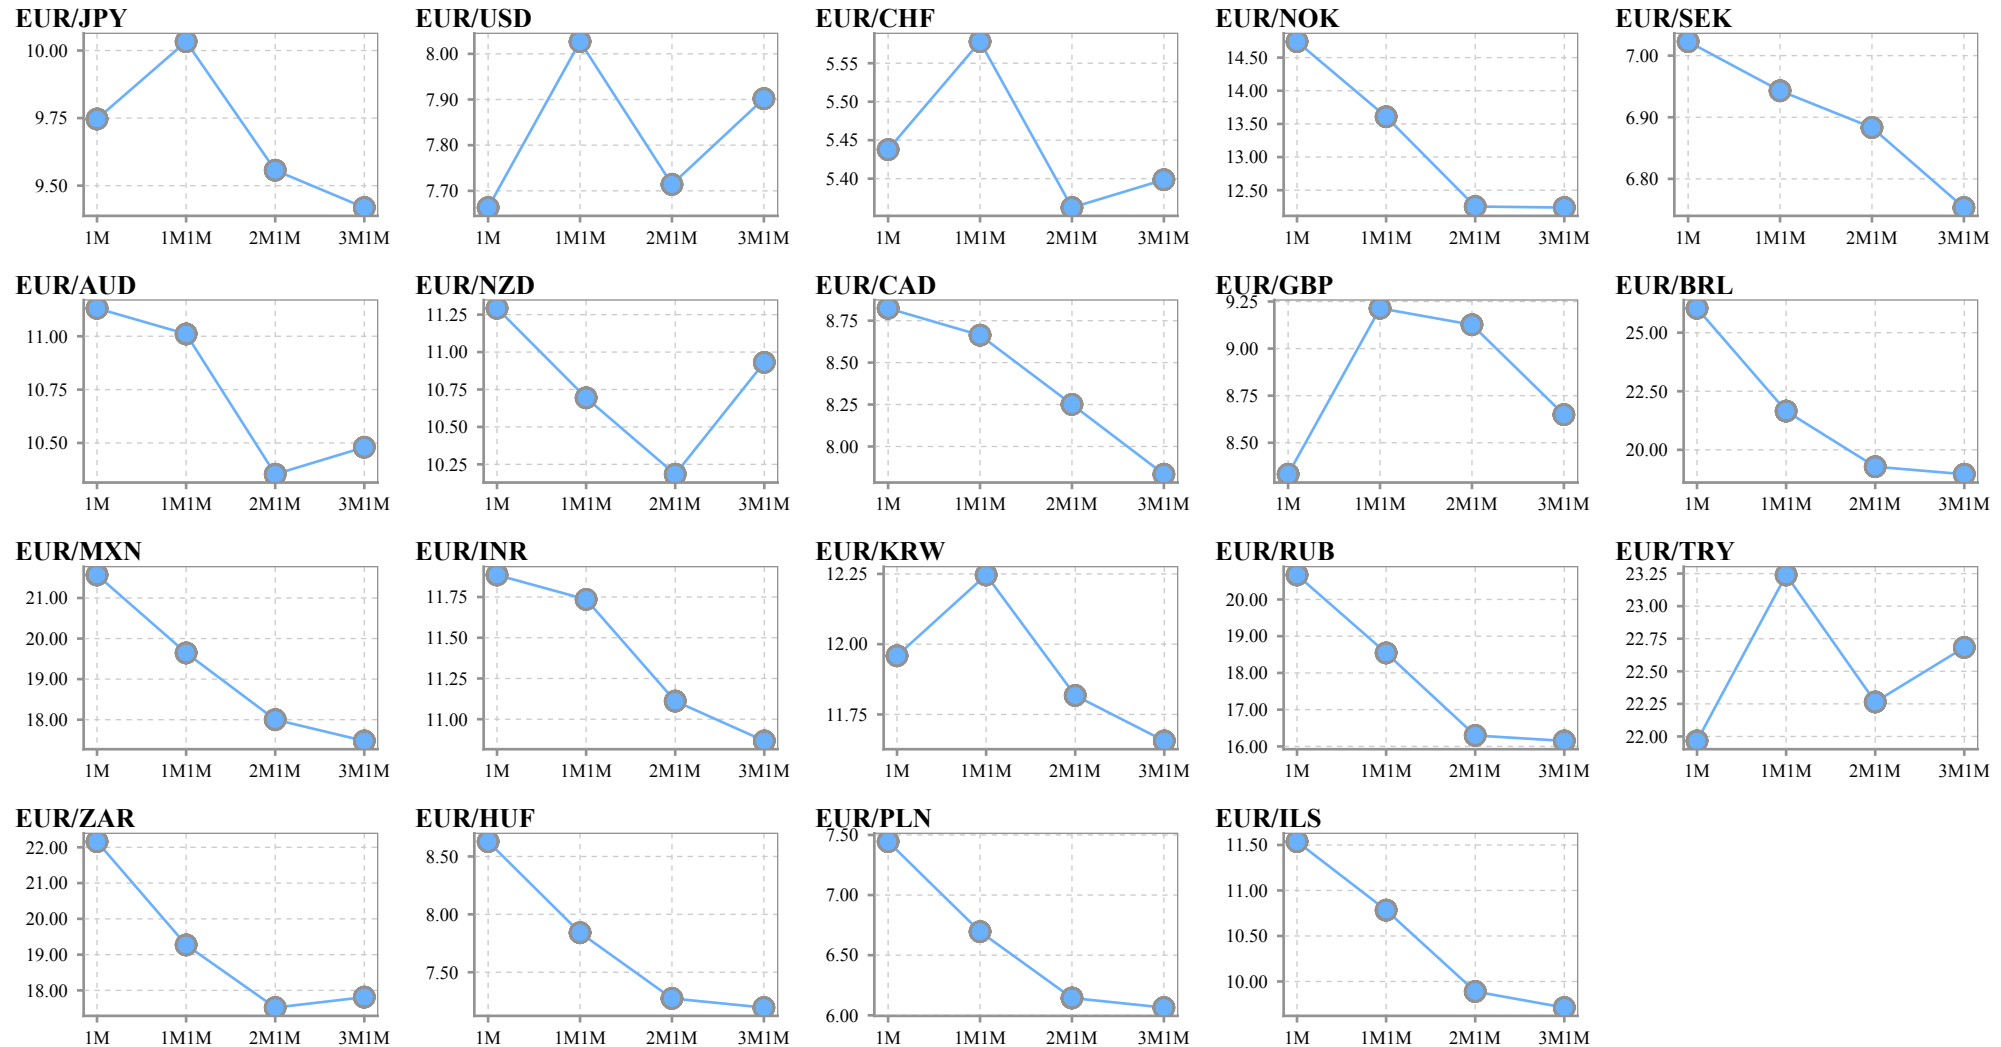 EUR/JPY
10.00
9.75
9.50
1M 1M1M 2M1M 3M1M
EUR/USD
8.00
7.90
7.80
7.70
1M 1M1M 2M1M 3M1M
EUR/CHF
5.55
5.50
5.45
5.40
1M 1M1M 2M1M 3M1M
EUR/NOK
14.50
14.00
13.50
13.00
12.50
1M 1M1M 2M1M 3M1M
EUR/SEK
7.00
6.90
6.80
1M 1M1M 2M1M 3M1M
EUR/AUD
11.00
10.75
10.50
1M 1M1M 2M1M 3M1M
EUR/NZD
11.25
11.00
10.75
10.50
10.25
1M 1M1M 2M1M 3M1M
EUR/CAD
8.75
8.50
8.25
8.00
1M 1M1M 2M1M 3M1M
EUR/GBP
9.25
9.00
8.75
8.50
1M 1M1M 2M1M 3M1M
EUR/BRL
25.00
22.50
20.00
1M 1M1M 2M1M 3M1M
EUR/MXN
21.00
20.00
19.00
18.00
1M 1M1M 2M1M 3M1M
EUR/INR
11.75
11.50
11.25
11.00
1M 1M1M 2M1M 3M1M
EUR/KRW
12.25
12.00
11.75
1M 1M1M 2M1M 3M1M
EUR/RUB
20.00
19.00
18.00
17.00
16.00
1M 1M1M 2M1M 3M1M
EUR/TRY
23.25
23.00
22.75
22.50
22.25
22.00
1M 1M1M 2M1M 3M1M
EUR/ZAR
22.00
21.00
20.00
19.00
18.00
1M 1M1M 2M1M 3M1M
EUR/HUF
8.50
8.00
7.50
1M 1M1M 2M1M 3M1M
EUR/PLN
7.50
7.00
6.50
6.00
1M 1M1M 2M1M 3M1M
EUR/ILS
11.50
11.00
10.50
10.00
1M 1M1M 2M1M 3M1M